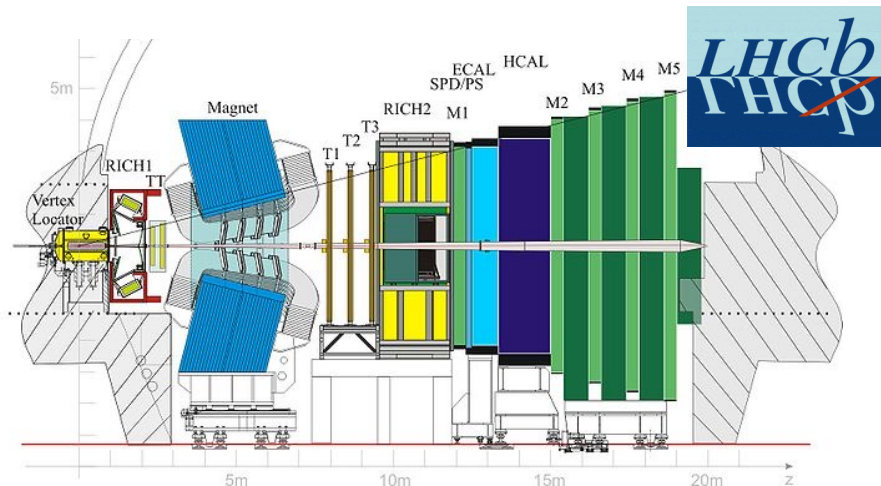 LHCb
LHCb
5m
ECAL
HCAL
SPD/PS
M1
M2
M3
M4
M5
Magnet
RICH2
T1
T2
T3
RICH1
TT
Vertex
Locator
5m
10m
15m
20m
z